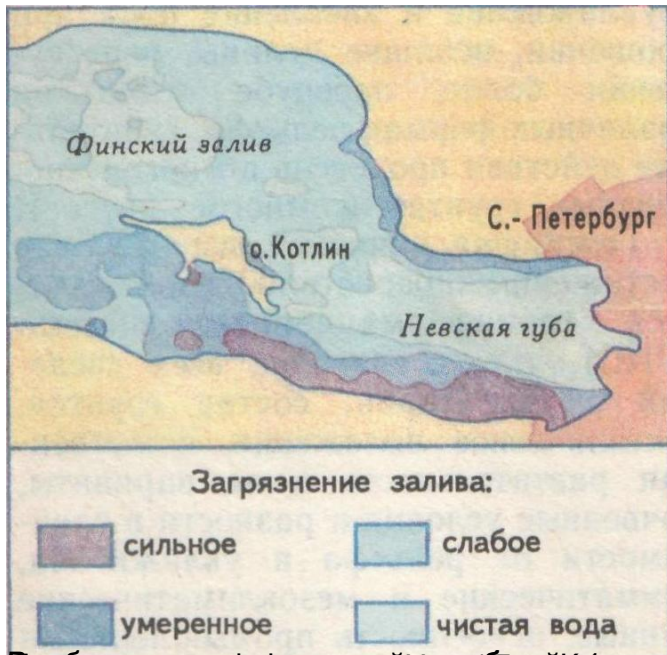 Финский залив
С.-Петербург
о.Котлин
Невская губа
Загрязнение залива:
сильное
слабое
умеренное
чистая вода